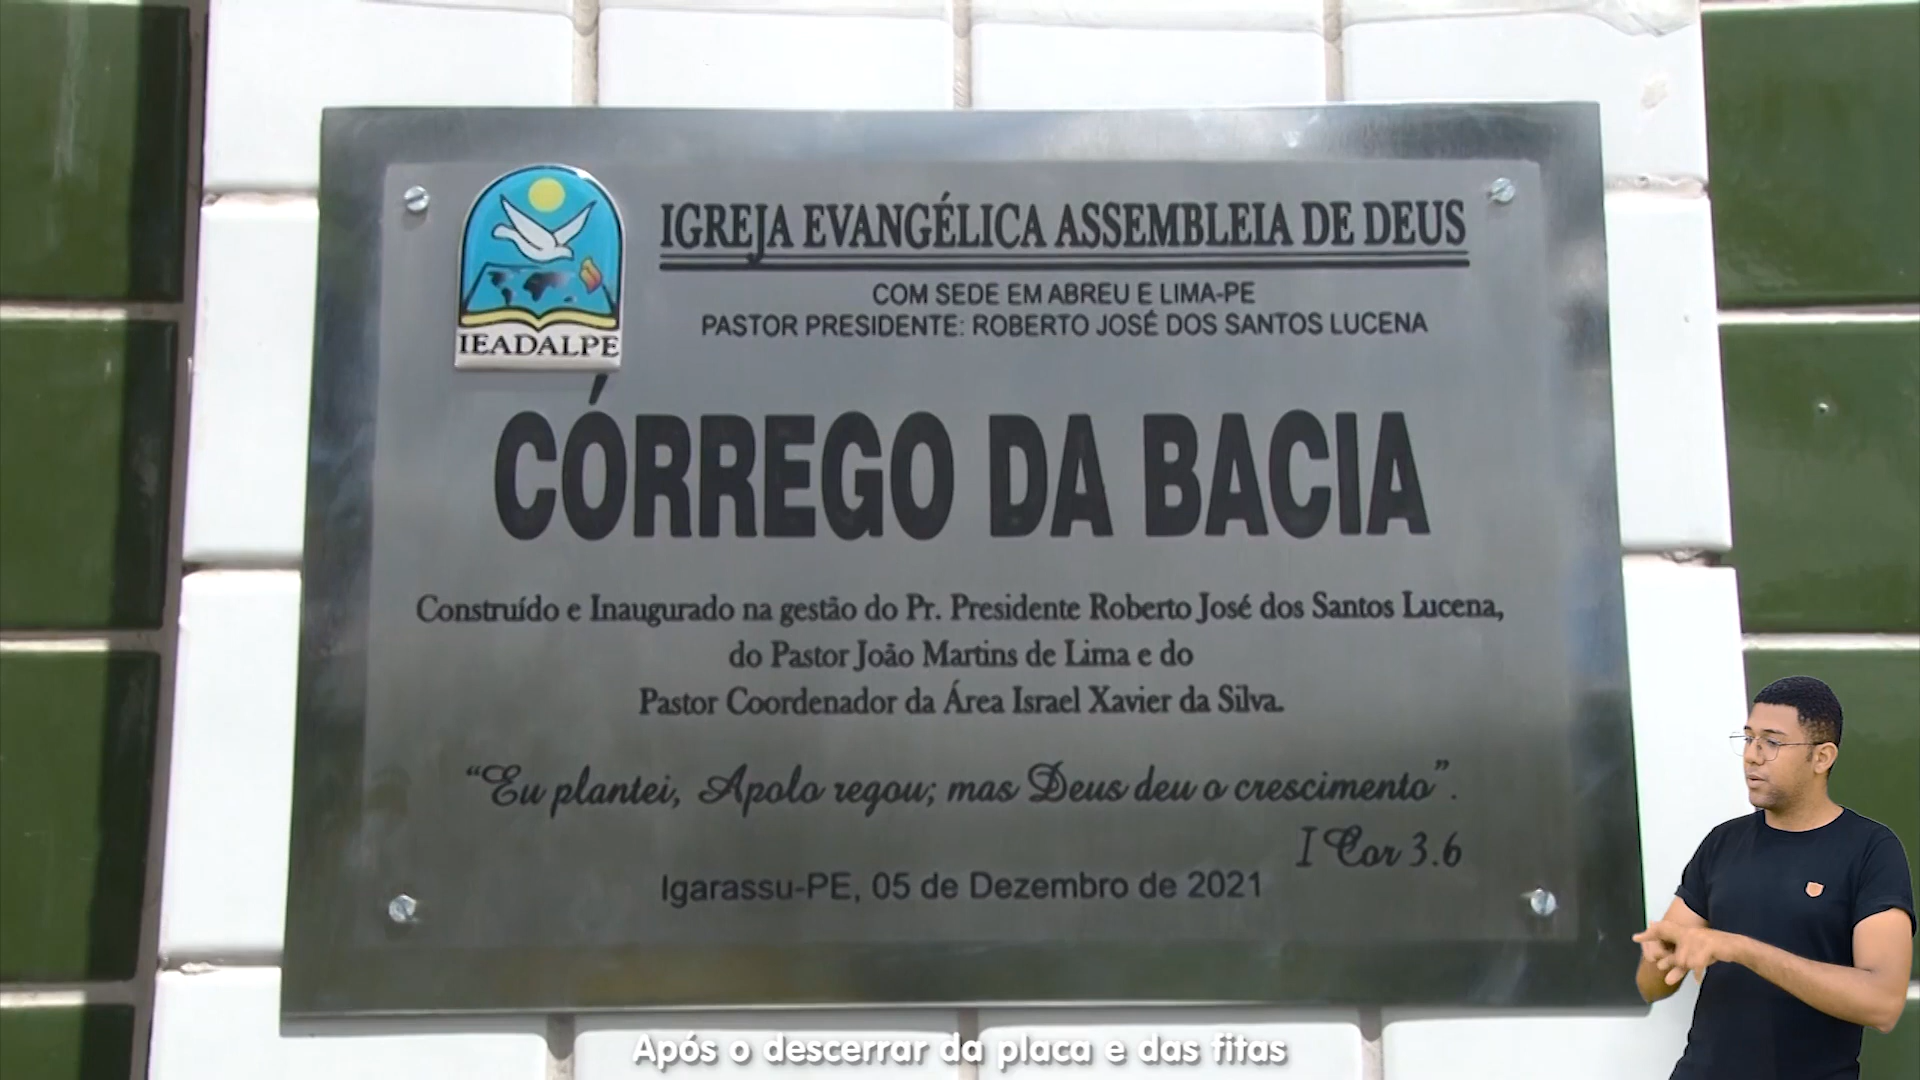 IGREJA EVANGÉLICA ASSEMBLEIA DE DEUS
COM SEDE EM ABREU E LIMA-PE
PASTOR PRESIDENTE: ROBERTO JOSÉ DOS SANTOS LUCENA
IEADALPE
CÓRREGO DA BACIA
Construído e Inaugurado na gestão do Pr. Presidente Roberto José dos Santos Lucena,
do Pastor João Martins de Lima e do
Pastor Coordenador da Área Israel Xavier da Silva.
“Eu plantei, Apolo regou; mas Deus deu o crescimento”.
I Cor 3.6
Igarassu-PE, 05 de Dezembro de 2021
Após o descerrar da placa e das fitas